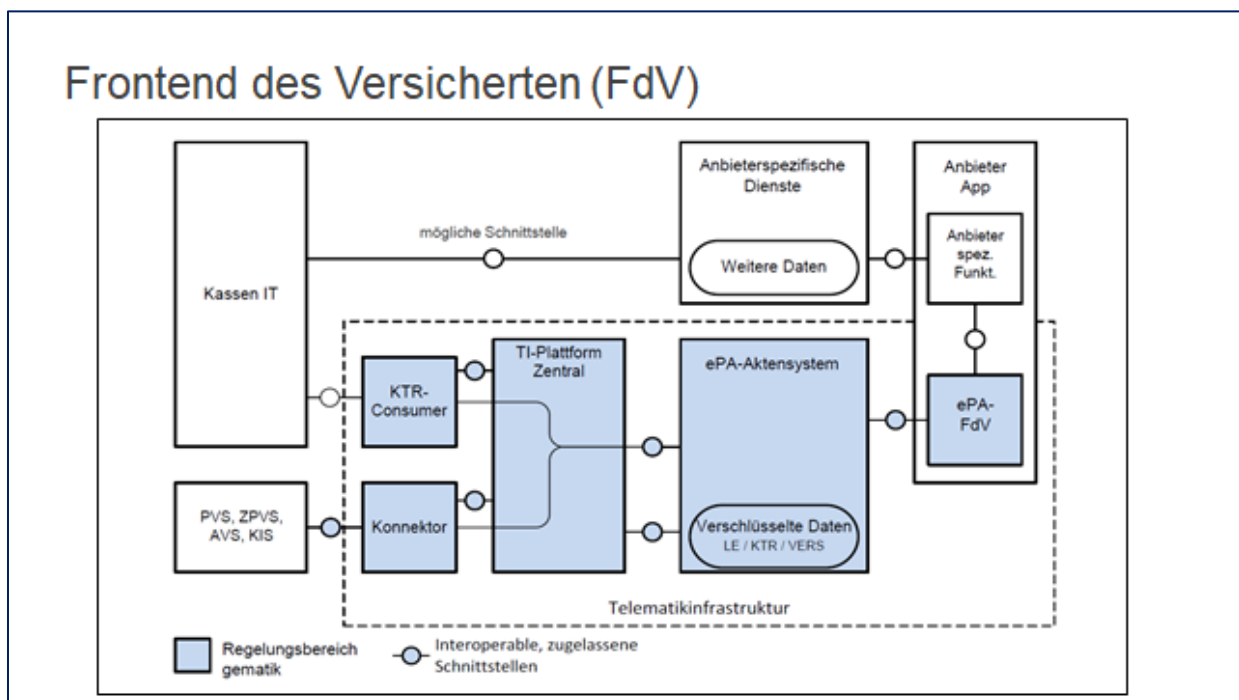 Frontend des Versicherten (FdV)
Anbieterspezifische
Dienste
Anbieter
App
mögliche Schnittstelle
Weitere Daten
Anbieter
spez.
Funkt.
Kassen IT
TI-Plattform
Zentral
ePA-Aktensystem
KTR-
Consumer
ePA-
FdV
PVS, ZPVS,
AVS, KIS
Konnektor
Verschlüsselte Daten
LE / KTR / VERS
Telematikinfrastruktur
Regelungsbereich
gematik
Interoperable, zugelassene
Schnittstellen